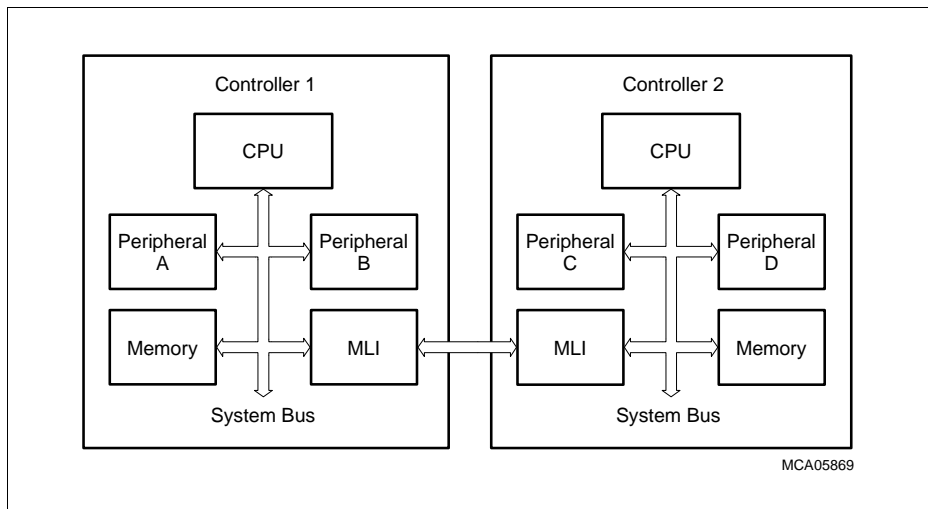 Controller 1
CPU
Peripheral
A
Peripheral
B
Memory
MLI
System Bus
Controller 2
CPU
Peripheral
C
Peripheral
D
MLI
Memory
System Bus
MCA05869